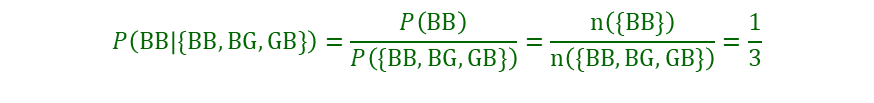 P(BB|{BB, BG, GB}) = P(BB) / P({BB, BG, GB}) = n({BB}) / n({BB, BG, GB}) = 1 / 3